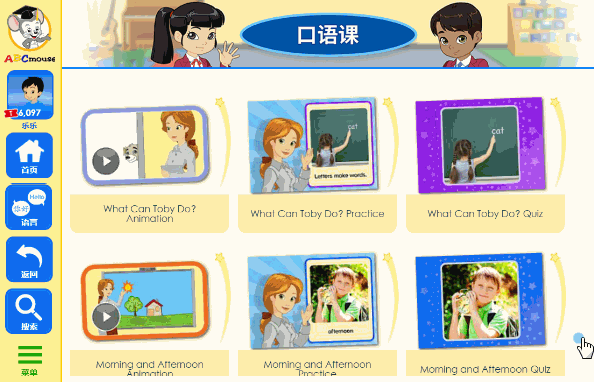 口语课
ABCmouse
1 6,097
乐乐
首页
你好 Hello
语言
返回
搜索
菜单
cat
Letters make words.
cat
What Can Toby Do?
Animation
What Can Toby Do? Practice
What Can Toby Do? Quiz
afternoon
Morning and Afternoon
Animation
Morning and Afternoon
Practice
Morning and Afternoon Quiz